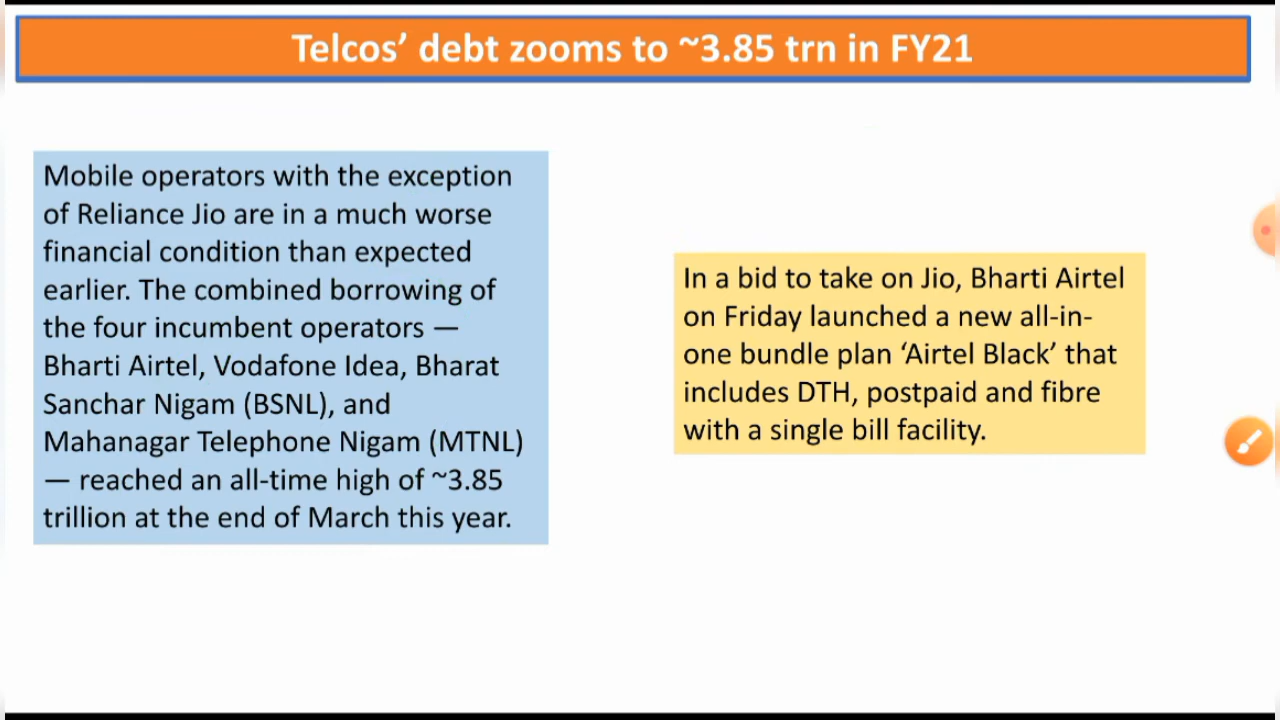 Telcos’ debt zooms to ~3.85 trn in FY21
Mobile operators with the exception
of Reliance Jio are in a much worse
financial condition than expected
earlier. The combined borrowing of
the four incumbent operators —
Bharti Airtel, Vodafone Idea, Bharat
Sanchar Nigam (BSNL), and
Mahanagar Telephone Nigam (MTNL)
— reached an all-time high of ~3.85
trillion at the end of March this year.
In a bid to take on Jio, Bharti Airtel
on Friday launched a new all-in-
one bundle plan ‘Airtel Black’ that
includes DTH, postpaid and fibre
with a single bill facility.